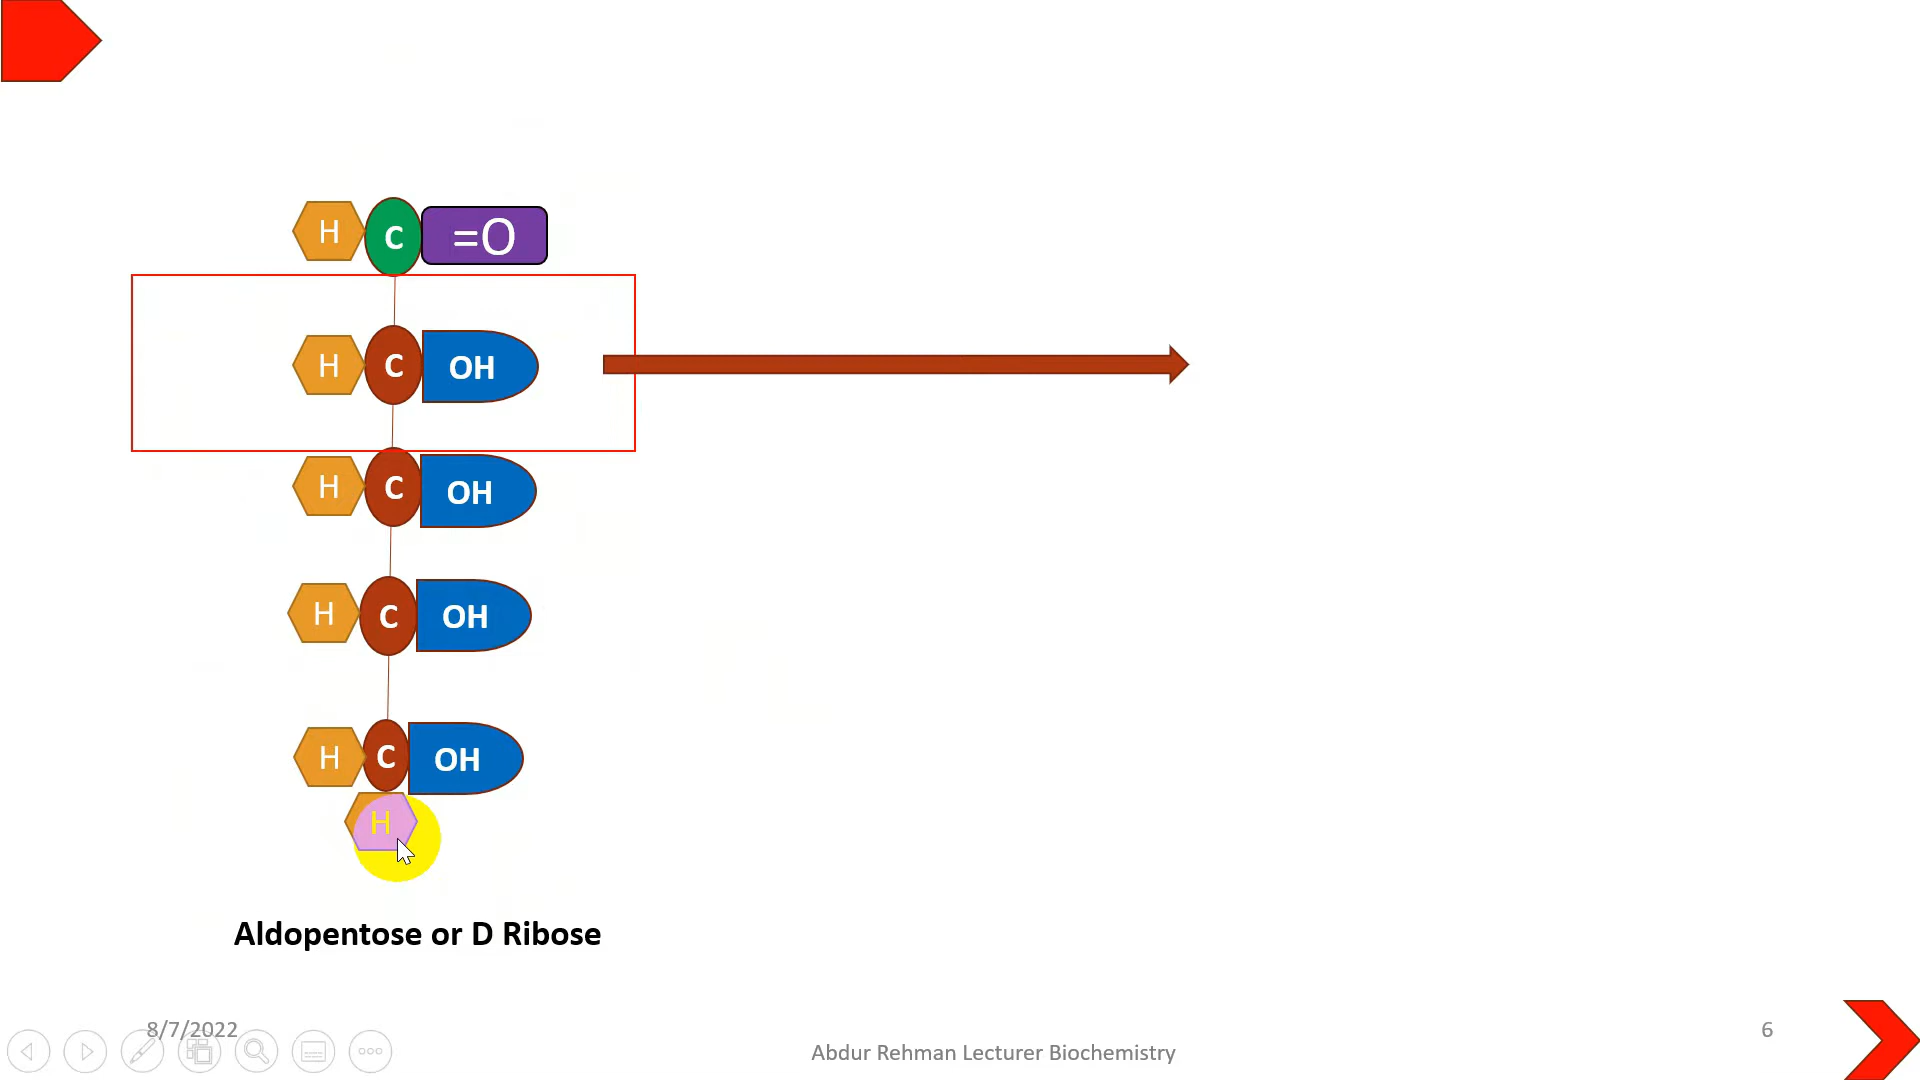 H C =O
H C OH
H C OH
H C OH
H C OH
H
Aldopentose or D Ribose
8/7/2022
Abdur Rehman Lecturer Biochemistry
6